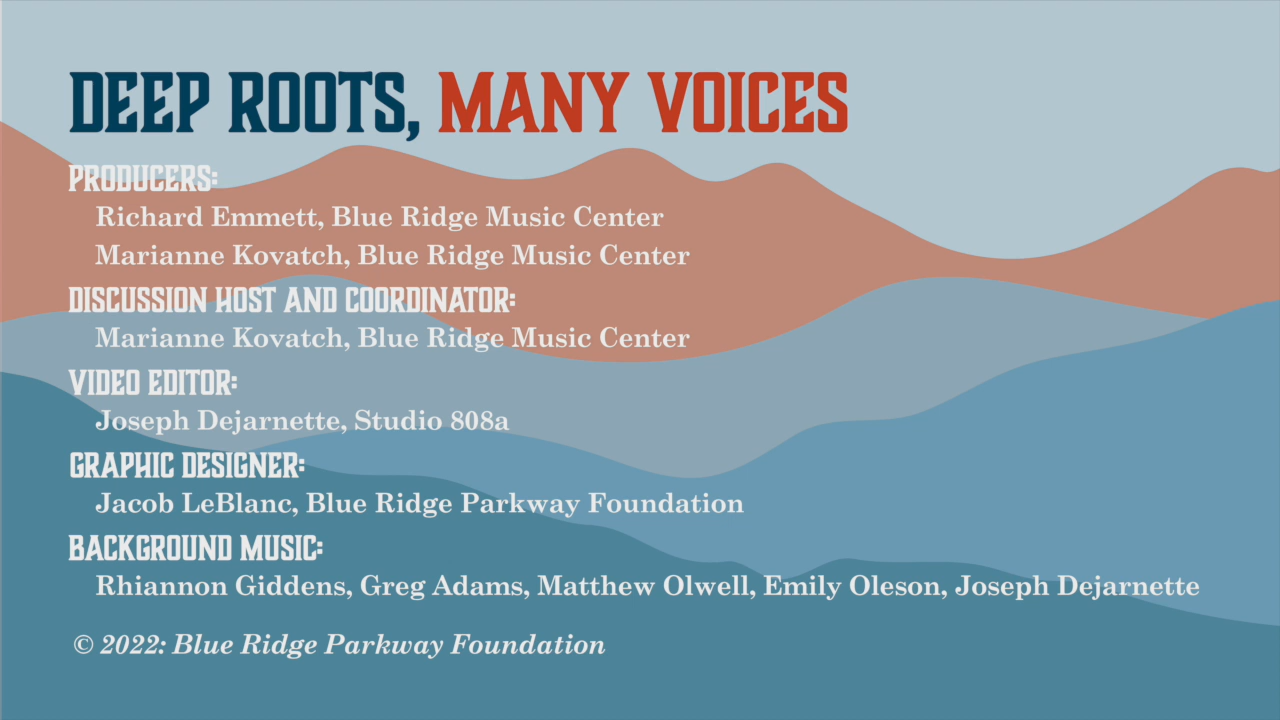 DEEP ROOTS, MANY VOICES
PRODUCERS:
Richard Emmett, Blue Ridge Music Center
Marianne Kovatch, Blue Ridge Music Center
DISCUSSION HOST AND COORDINATOR:
Marianne Kovatch, Blue Ridge Music Center
VIDEO EDITOR:
Joseph Dejarnette, Studio 808a
GRAPHIC DESIGNER:
Jacob LeBlanc, Blue Ridge Parkway Foundation
BACKGROUND MUSIC:
Rhiannon Giddens, Greg Adams, Matthew Olwell, Emily Oleson, Joseph Dejarnette
© 2022: Blue Ridge Parkway Foundation